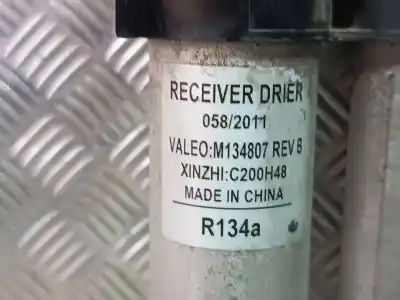 RECEIVER DRIER
058/2011
VALEO:M134807 REV B
XINZHI:C200H48
MADE IN CHINA
R134a